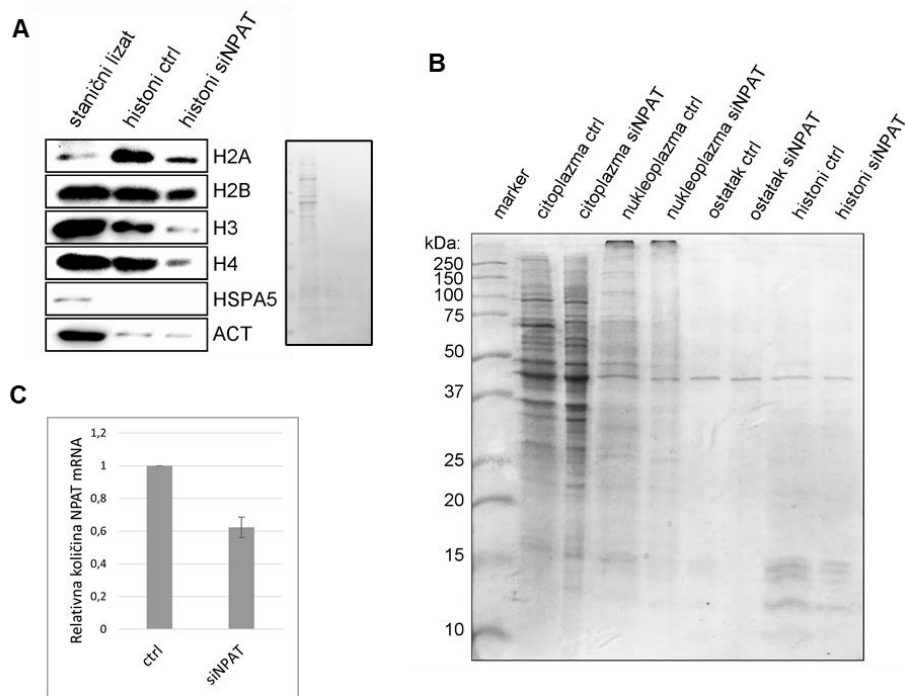 A
stanični lizat
histoni ctrl
histoni siNPAT
H2A
H2B
H3
H4
HSPA5
ACT
B
marker
citoplazma ctrl
citoplazma siNPAT
nukleoplazma ctrl
nukleoplazma siNPAT
ostatak ctrl
ostatak siNPAT
histoni ctrl
histoni siNPAT
kDa:
250
150
100
75
50
37
25
20
15
10
C
Relativna količina NPAT mRNA
1,2
1
0,8
0,6
0,4
0,2
0
ctrl
siNPAT